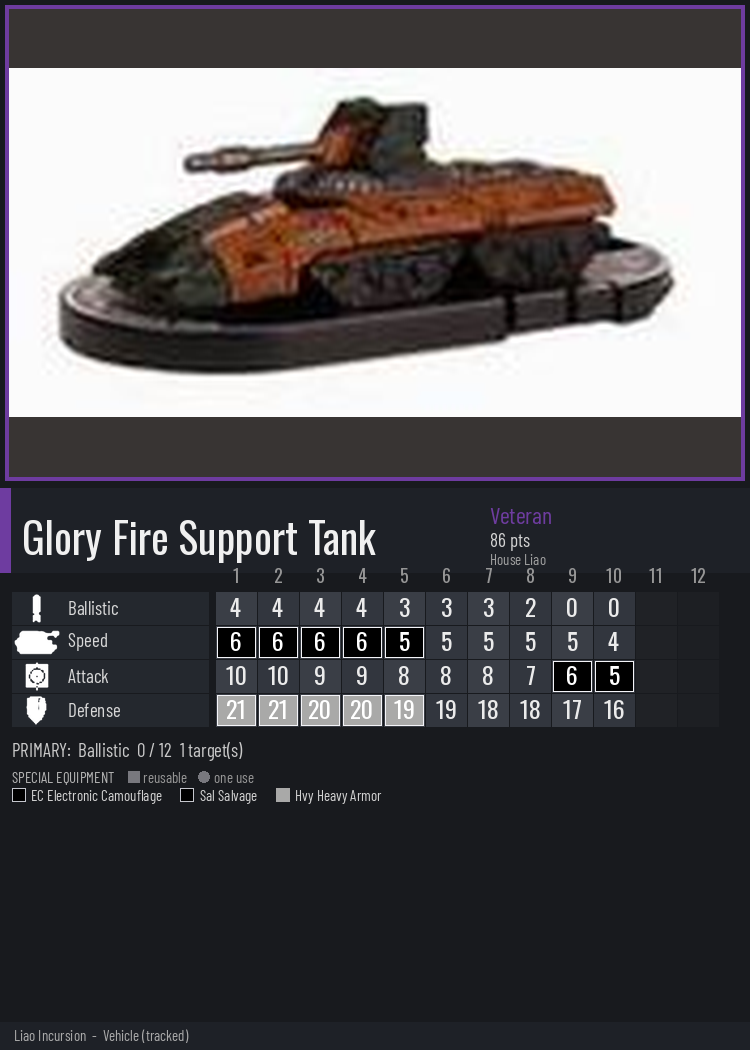 Glory Fire Support Tank
Veteran
86 pts
House Liao
1 2 3 4 5 6 7 8 9 10 11 12
Ballistic 4 4 4 4 3 3 3 2 0 0
Speed 6 6 6 6 5 5 5 5 5 4
Attack 10 10 9 9 8 8 8 7 6 5
Defense 21 21 20 20 19 19 18 18 17 16
PRIMARY: Ballistic 0 / 12 1 target(s)
SPECIAL EQUIPMENT reusable one use
EC Electronic Camouflage Sal Salvage Hvy Heavy Armor
Liao Incursion - Vehicle (tracked)